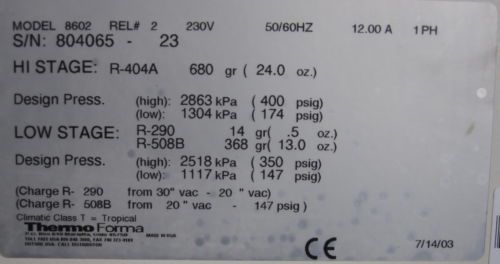 MODEL 8602 REL# 2 230V 50/60HZ 12.00 A 1PH
S/N: 804065 - 23
HI STAGE: R-404A 680 gr ( 24.0 oz.)
Design Press. (high): 2863 kPa ( 400 psig)
(low): 1304 kPa ( 174 psig)
LOW STAGE: R-290 14 gr( .5 oz.)
R-508B 368 gr( 13.0 oz.)
Design Press. (high): 2518 kPa ( 350 psig)
(low): 1117 kPa ( 147 psig)
(Charge R- 290 from 30" vac - 20 " vac)
(Charge R- 508B from 20 " vac - 147 psig )
Climatic Class T = Tropical
Thermo Forma MADE IN USA
CE 7/14/03